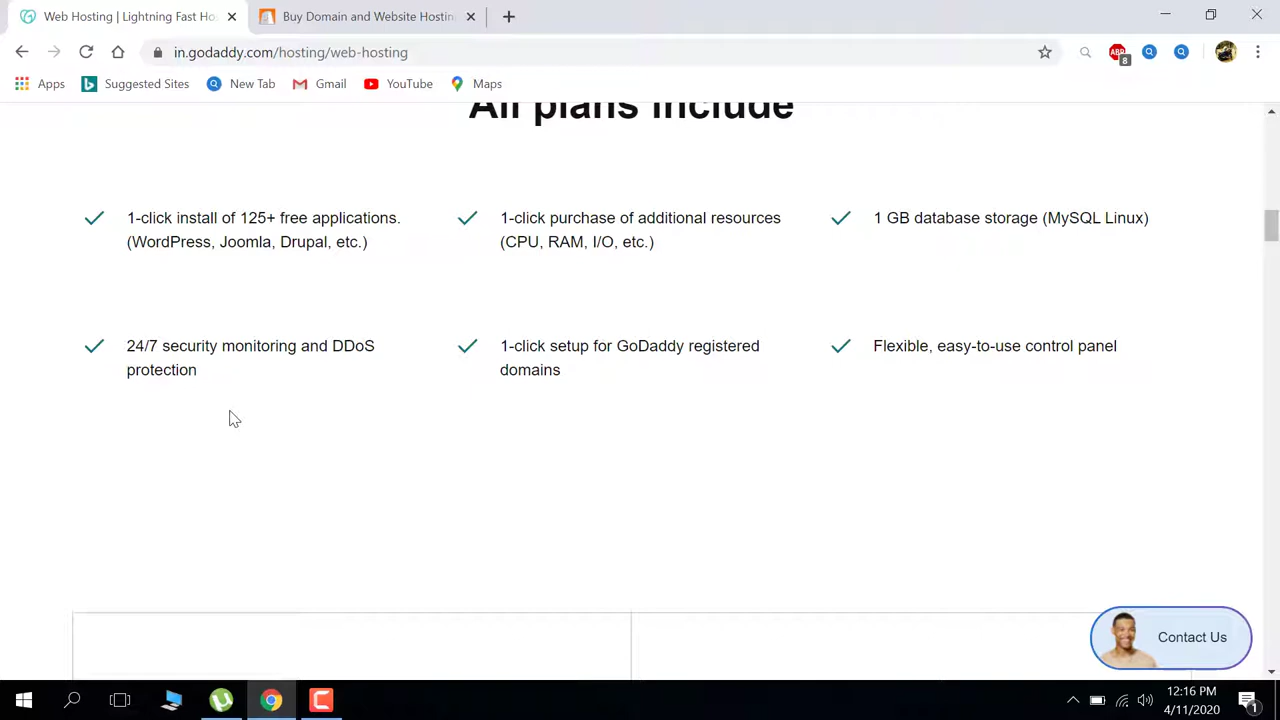 Web Hosting | Lightning Fast Ho
Buy Domain and Website Hostin
in.godaddy.com/hosting/web-hosting
ABP
8
Apps
Suggested Sites
New Tab
Gmail
YouTube
Maps
All plans include
1-click install of 125+ free applications.
(WordPress, Joomla, Drupal, etc.)
1-click purchase of additional resources
(CPU, RAM, I/O, etc.)
1 GB database storage (MySQL Linux)
24/7 security monitoring and DDoS
protection
1-click setup for GoDaddy registered
domains
Flexible, easy-to-use control panel
Contact Us
12:16 PM
4/11/2020
1